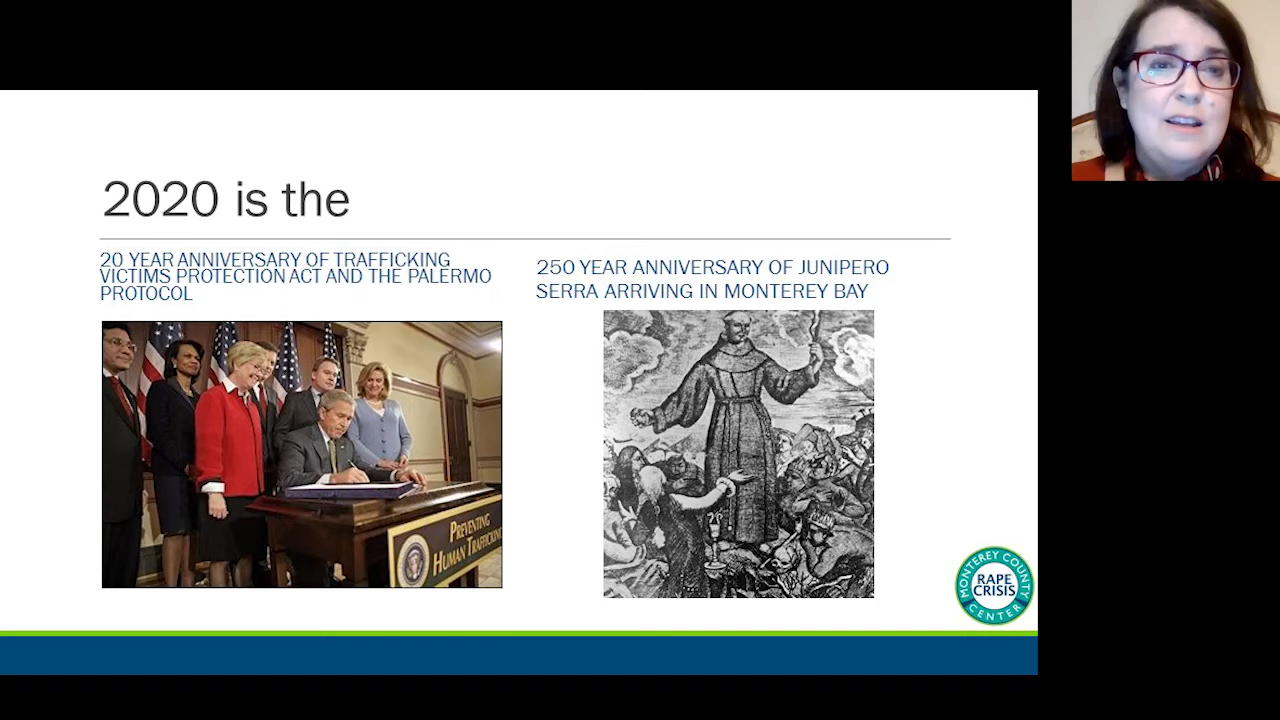 2020 is the
20 YEAR ANNIVERSARY OF TRAFFICKING
VICTIMS PROTECTION ACT AND THE PALERMO
PROTOCOL
250 YEAR ANNIVERSARY OF JUNIPERO
SERRA ARRIVING IN MONTEREY BAY
PREVENTING
HUMAN TRAFFICKING
MONTEREY COUNTY
RAPE
CRISIS
CENTER